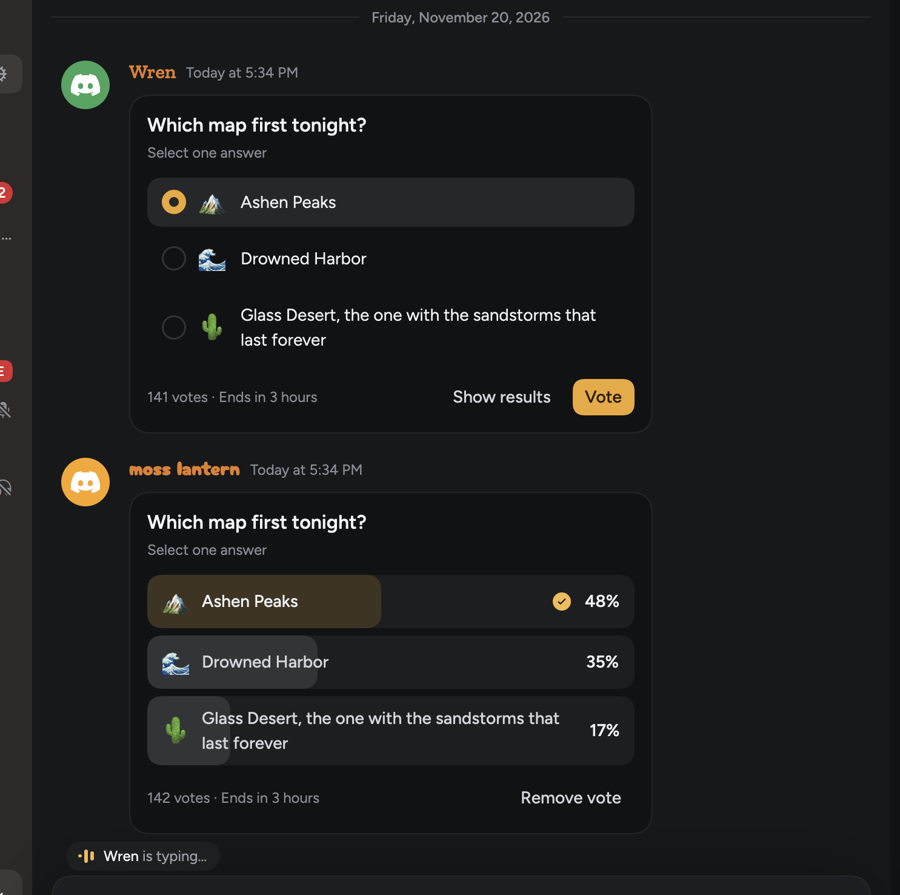 Friday, November 20, 2026
Wren Today at 5:34 PM
Which map first tonight?
Select one answer
Ashen Peaks
2
...
Drowned Harbor
Glass Desert, the one with the sandstorms that
last forever
E
141 votes · Ends in 3 hours Show results Vote
moss lantern Today at 5:34 PM
Which map first tonight?
Select one answer
Ashen Peaks 48%
Drowned Harbor 35%
Glass Desert, the one with the sandstorms that
last forever
17%
142 votes · Ends in 3 hours Remove vote
Wren is typing...